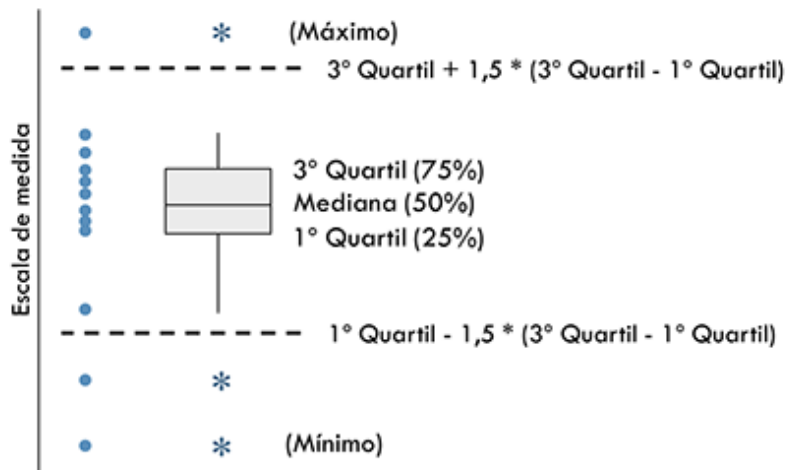 (Máximo)
3° Quartil + 1,5 * (3° Quartil - 1° Quartil)
Escala de medida
3° Quartil (75%)
Mediana (50%)
1° Quartil (25%)
1° Quartil - 1,5 * (3° Quartil - 1° Quartil)
(Mínimo)